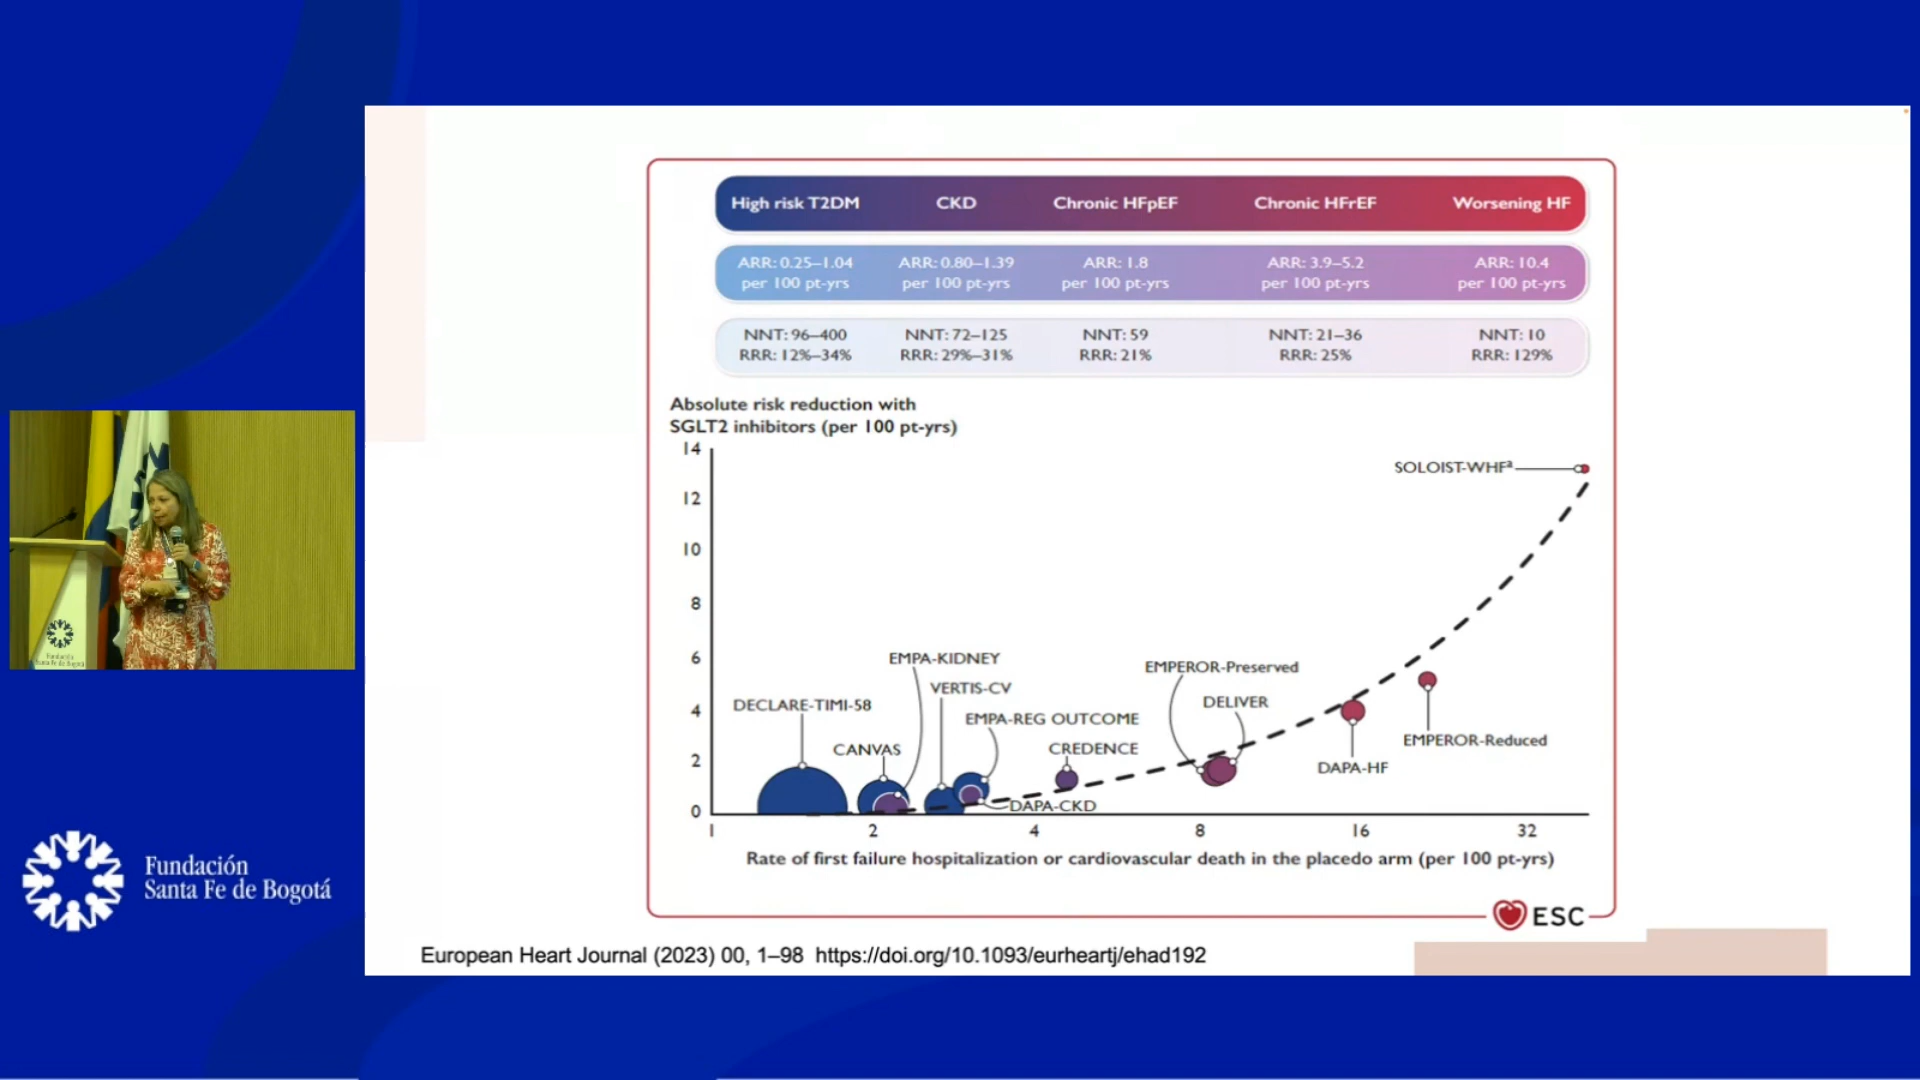 High risk T2DM
CKD
Chronic HFpEF
Chronic HFrEF
Worsening HF
ARR: 0.25–1.04
per 100 pt-yrs
ARR: 0.80–1.39
per 100 pt-yrs
ARR: 1.8
per 100 pt-yrs
ARR: 3.9–5.2
per 100 pt-yrs
ARR: 10.4
per 100 pt-yrs
NNT: 96–400
RRR: 12%–34%
NNT: 72–125
RRR: 29%–31%
NNT: 59
RRR: 21%
NNT: 21–36
RRR: 25%
NNT: 10
RRR: 129%
Absolute risk reduction with
SGLT2 inhibitors (per 100 pt-yrs)
14
12
10
8
6
4
2
0
SOLOIST-WHFª
EMPA-KIDNEY
EMPEROR-Preserved
VERTIS-CV
DECLARE-TIMI-58
DELIVER
EMPA-REG OUTCOME
CANVAS
CREDENCE
EMPEROR-Reduced
DAPA-HF
DAPA-CKD
1 2 4 8 16 32
Rate of first failure hospitalization or cardiovascular death in the placedo arm (per 100 pt-yrs)
ESC
European Heart Journal (2023) 00, 1–98 https://doi.org/10.1093/eurheartj/ehad192
Fundación
Santa Fe de Bogotá
Fundación
Santa Fe de Bogotá